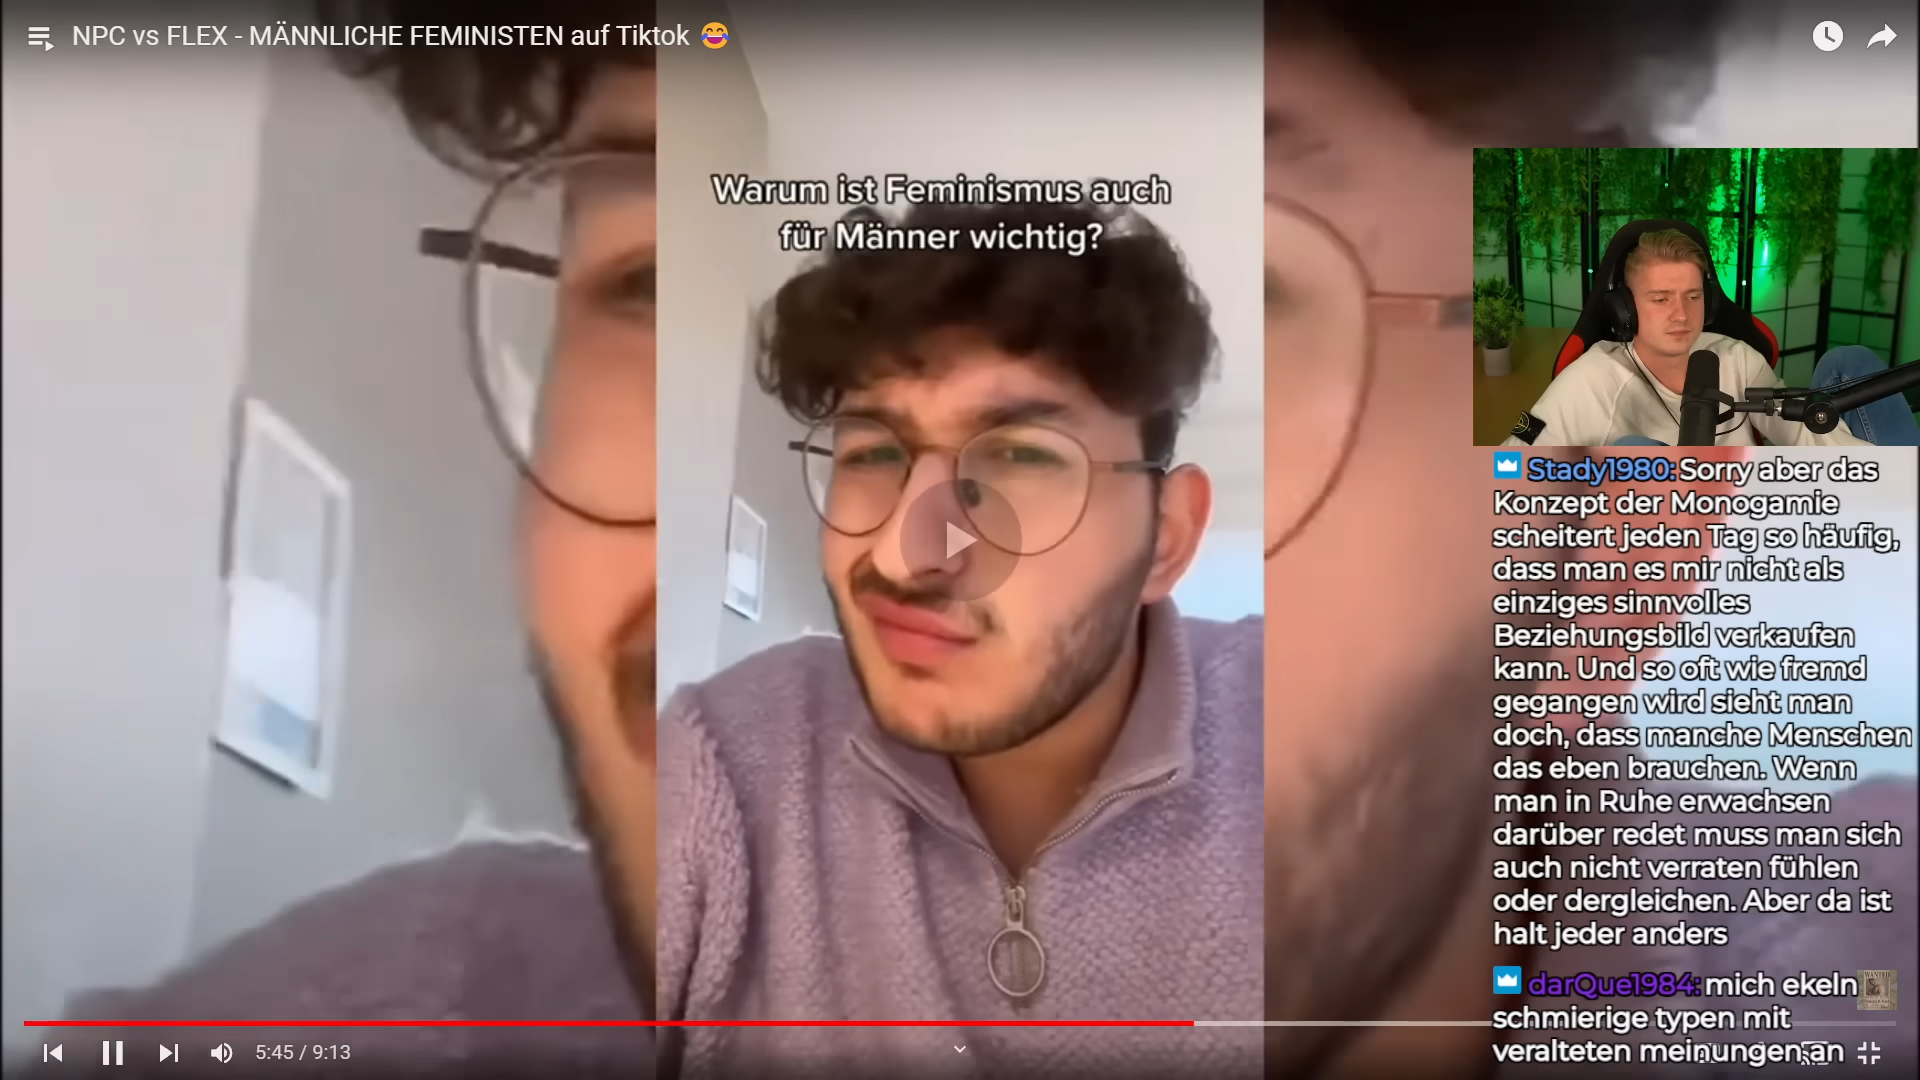 NPC vs FLEX - MÄNNLICHE FEMINISTEN auf Tiktok 😂
Warum ist Feminismus auch
für Männer wichtig?
Stady1980: Sorry aber das
Konzept der Monogamie
scheitert jeden Tag so häufig,
dass man es mir nicht als
einziges sinnvolles
Beziehungsbild verkaufen
kann. Und so oft wie fremd
gegangen wird sieht man
doch, dass manche Menschen
das eben brauchen. Wenn
man in Ruhe erwachsen
darüber redet muss man sich
auch nicht verraten fühlen
oder dergleichen. Aber da ist
halt jeder anders
darQue1984: mich ekeln
schmierige typen mit
veralteten meinungen an
WANTED
5:45 / 9:13